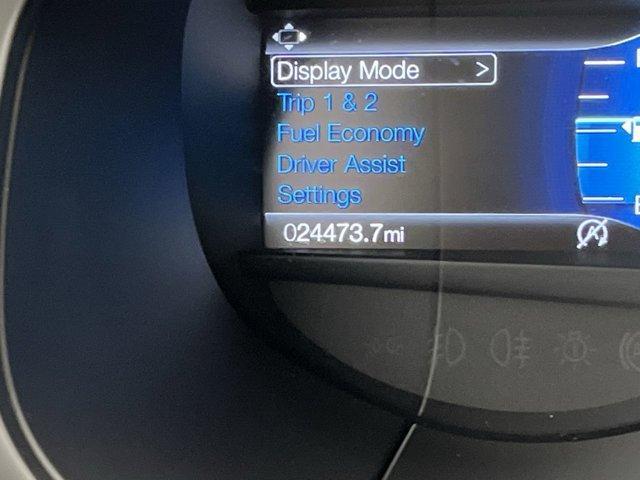 Display Mode >
Trip 1 & 2
Fuel Economy
Driver Assist
Settings
024473.7mi